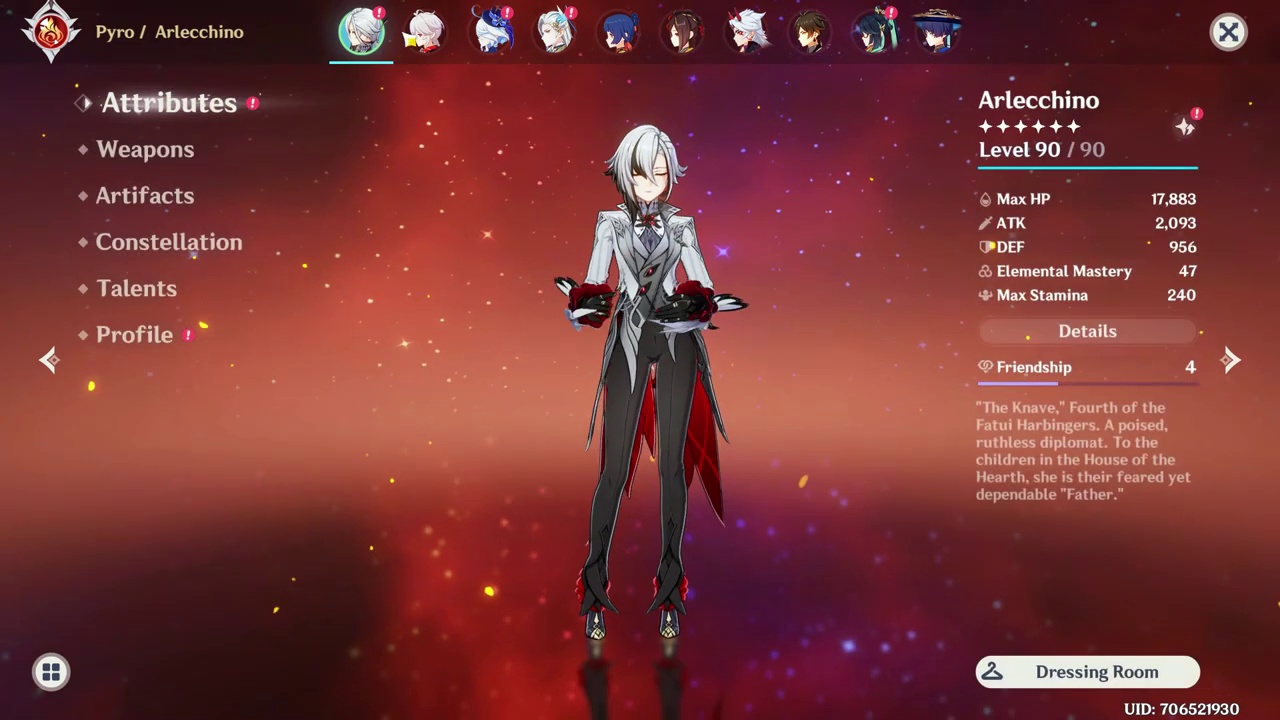 Pyro / Arlecchino
Attributes
Weapons
Artifacts
Constellation
Talents
Profile
Arlecchino
Level 90 / 90
Max HP 17,883
ATK 2,093
DEF 956
Elemental Mastery 47
Max Stamina 240
Details
Friendship 4
"The Knave," Fourth of the
Fatui Harbingers. A poised,
ruthless diplomat. To the
children in the House of the
Hearth, she is their feared yet
dependable "Father."
Dressing Room
UID: 706521930